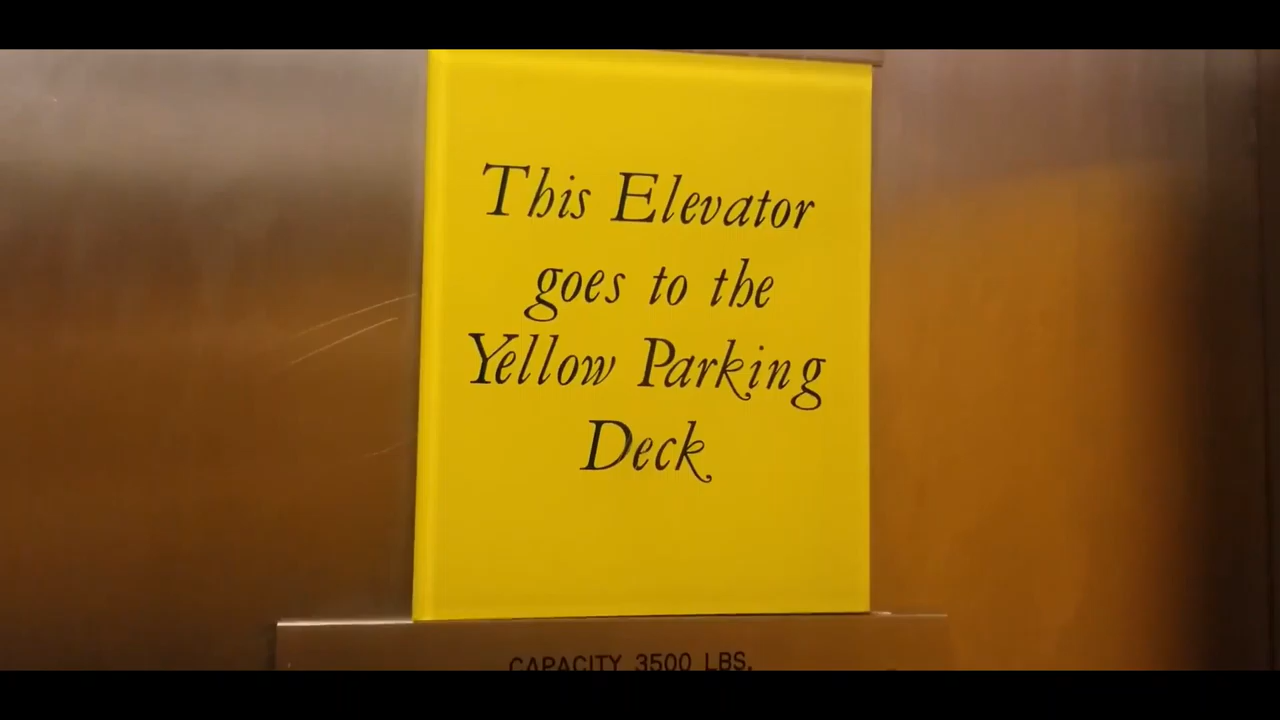 This Elevator
goes to the
Yellow Parking
Deck
CAPACITY 3500 LBS.